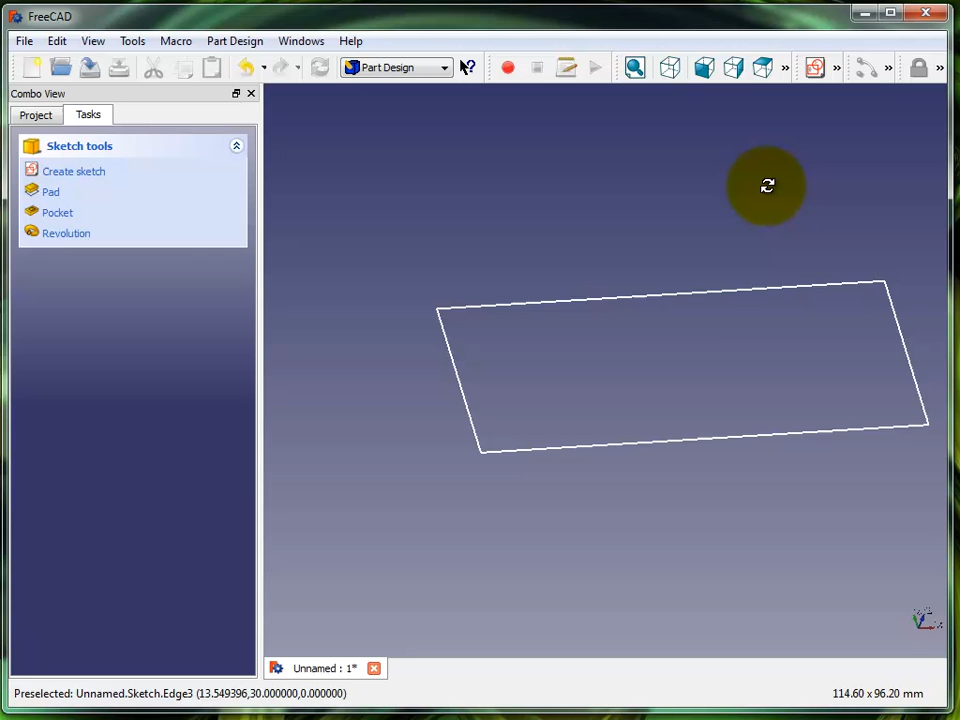 FreeCAD
File Edit View Tools Macro Part Design Windows Help
Part Design
Combo View
Project Tasks
Sketch tools
Create sketch
Pad
Pocket
Revolution
Unnamed : 1*
Preselected: Unnamed.Sketch.Edge3 (13.549396,30.000000,0.000000) 114.60 x 96.20 mm